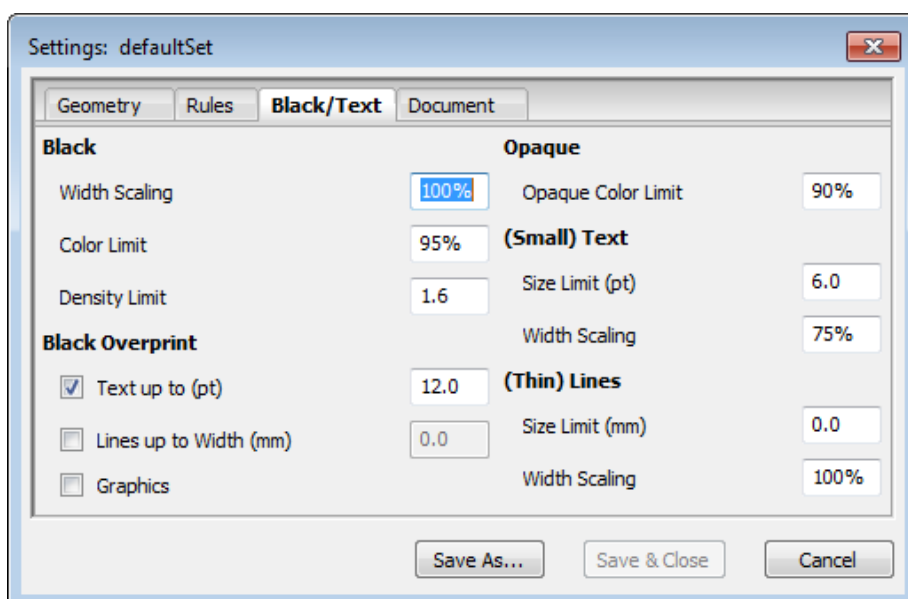 Settings: defaultSet
Geometry Rules Black/Text Document
Black
Width Scaling 100%
Color Limit 95%
Density Limit 1.6
Black Overprint
Text up to (pt) 12.0
Lines up to Width (mm) 0.0
Graphics
Opaque
Opaque Color Limit 90%
(Small) Text
Size Limit (pt) 6.0
Width Scaling 75%
(Thin) Lines
Size Limit (mm) 0.0
Width Scaling 100%
Save As... Save & Close Cancel